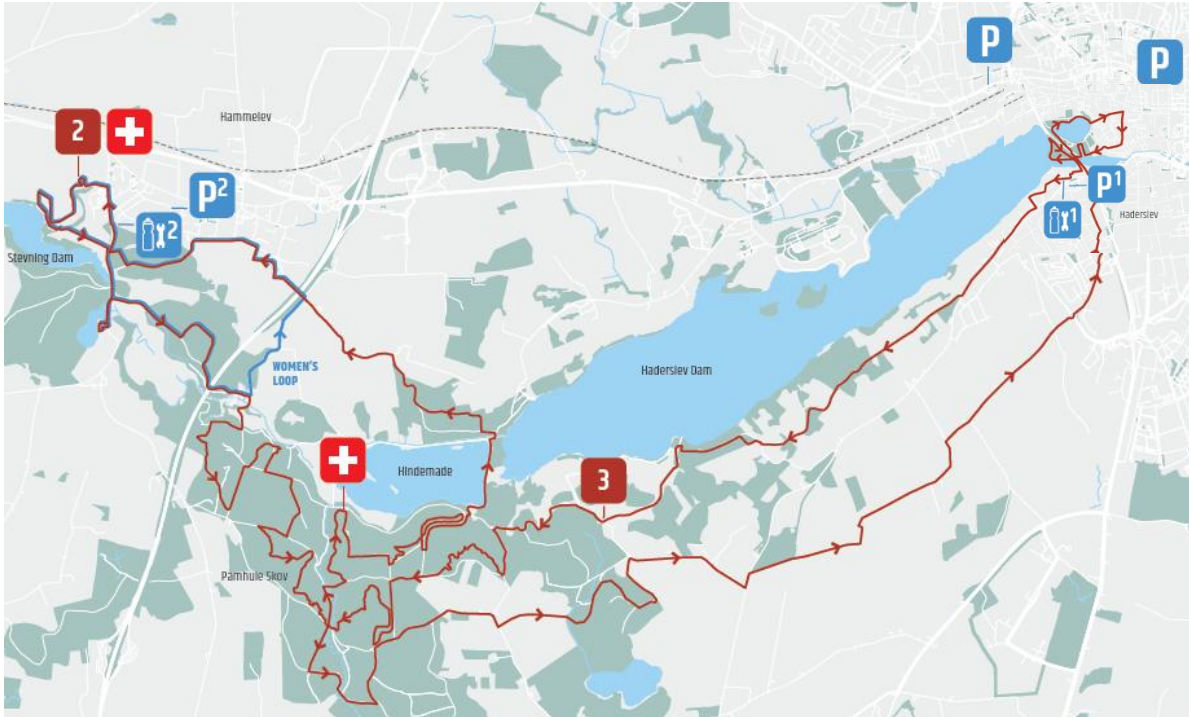 P
P
2
Hammelev
P2
2
P1
1
Haderslev
Stevning Dam
WOMEN'S
LOOP
Haderslev Dam
Hindemade
3
Pamhule Skov